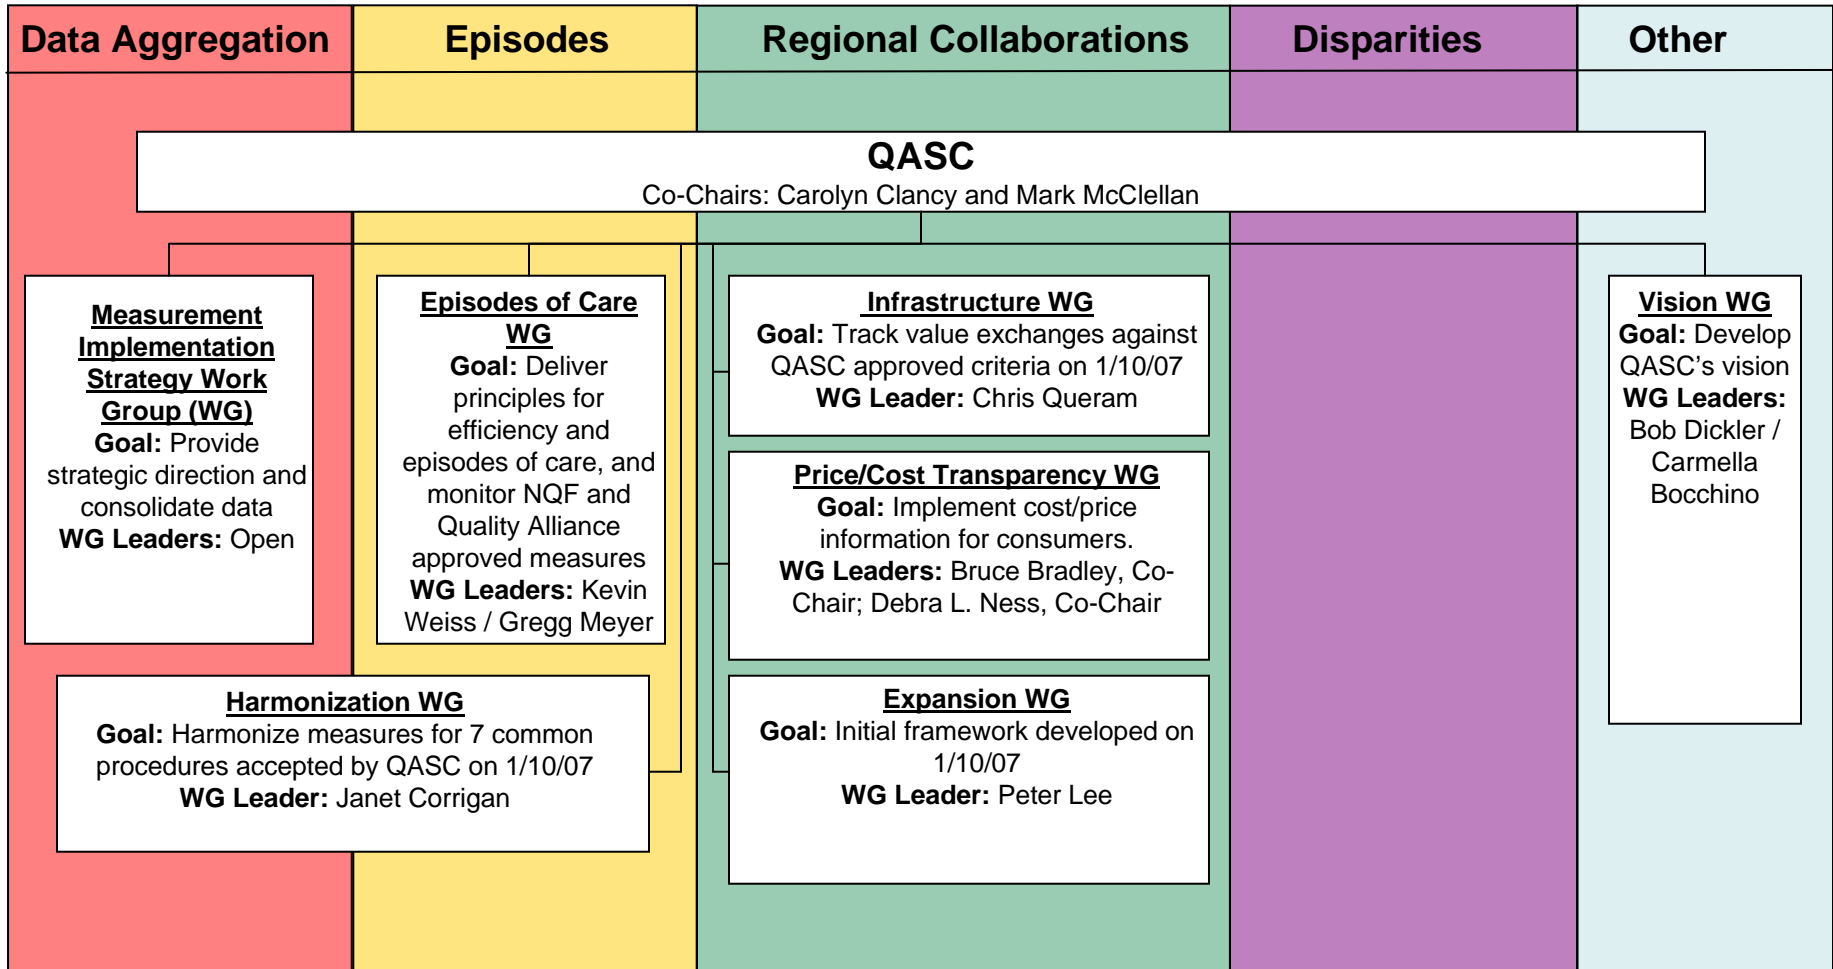 Data Aggregation
Episodes
Regional Collaborations
Disparities
Other
QASC
Co-Chairs: Carolyn Clancy and Mark McClellan
Measurement
Implementation
Strategy Work
Group (WG)
Goal: Provide
strategic direction and
consolidate data
WG Leaders: Open
Episodes of Care
WG
Goal: Deliver
principles for
efficiency and
episodes of care, and
monitor NQF and
Quality Alliance
approved measures
WG Leaders: Kevin
Weiss / Gregg Meyer
Harmonization WG
Goal: Harmonize measures for 7 common
procedures accepted by QASC on 1/10/07
WG Leader: Janet Corrigan
Infrastructure WG
Goal: Track value exchanges against
QASC approved criteria on 1/10/07
WG Leader: Chris Queram
Price/Cost Transparency WG
Goal: Implement cost/price
information for consumers.
WG Leaders: Bruce Bradley, Co-
Chair; Debra L. Ness, Co-Chair
Expansion WG
Goal: Initial framework developed on
1/10/07
WG Leader: Peter Lee
Vision WG
Goal: Develop
QASC’s vision
WG Leaders:
Bob Dickler /
Carmella
Bocchino